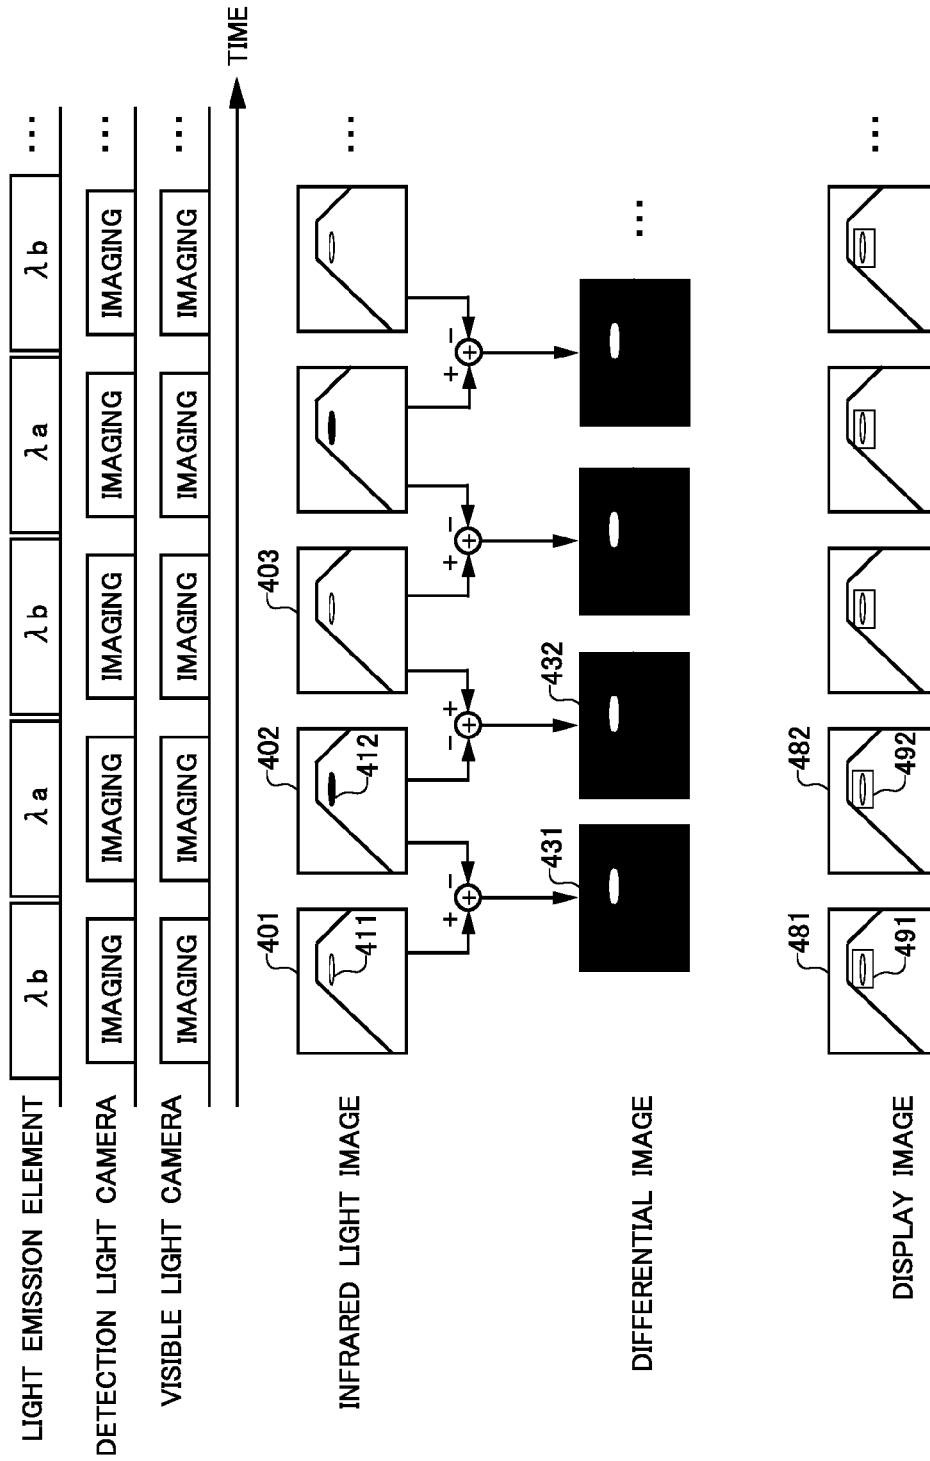 LIGHT EMISSION ELEMENT λb λa λb λa λb ...
DETECTION LIGHT CAMERA IMAGING IMAGING IMAGING IMAGING IMAGING ...
VISIBLE LIGHT CAMERA IMAGING IMAGING IMAGING IMAGING IMAGING ...
TIME
401 402 403
INFRARED LIGHT IMAGE 411 412 ...
+ - - + + - + -
+ + + +
431 432
DIFFERENTIAL IMAGE ...
481 482
DISPLAY IMAGE 491 492 ...